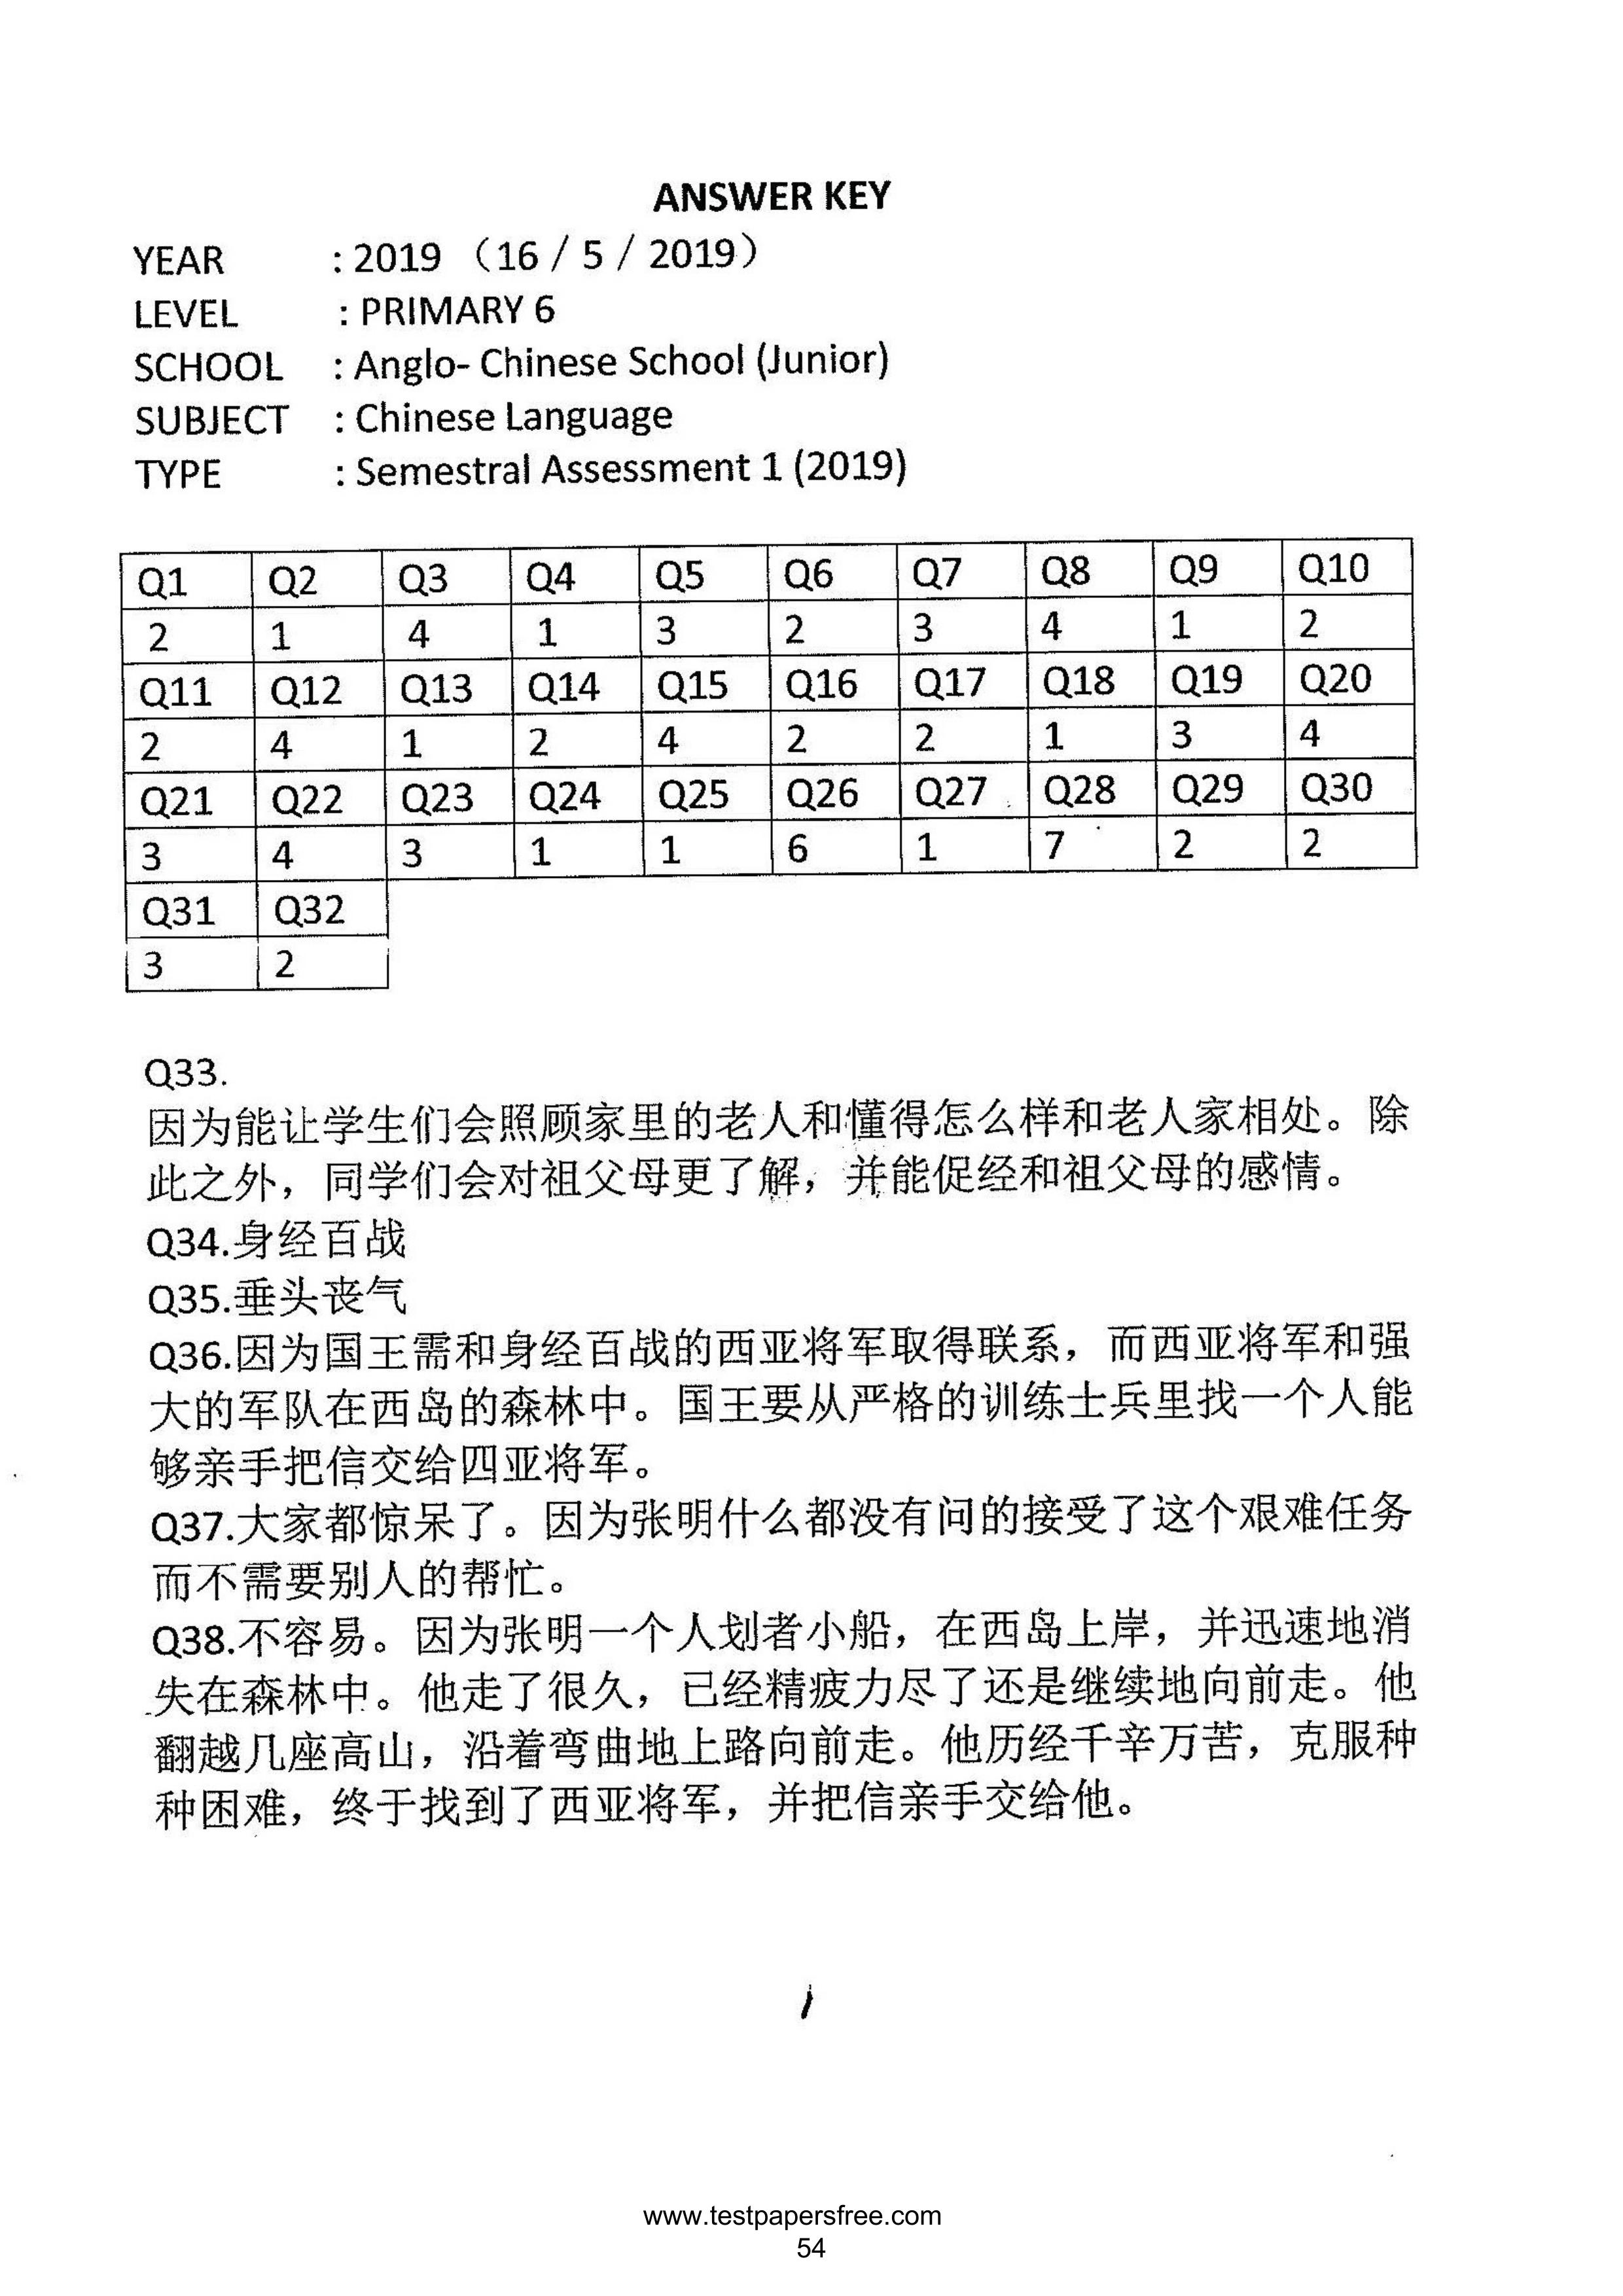 ANSWER KEY
YEAR : 2019 （16 / 5 / 2019）
LEVEL : PRIMARY 6
SCHOOL : Anglo- Chinese School (Junior)
SUBJECT : Chinese Language
TYPE : Semestral Assessment 1 (2019)
Q1 Q2 Q3 Q4 Q5 Q6 Q7 Q8 Q9 Q10
2 1 4 1 3 2 3 4 1 2
Q11 Q12 Q13 Q14 Q15 Q16 Q17 Q18 Q19 Q20
2 4 1 2 4 2 2 1 3 4
Q21 Q22 Q23 Q24 Q25 Q26 Q27 Q28 Q29 Q30
3 4 3 1 1 6 1 7 2 2
Q31 Q32
3 2
Q33.
因为能让学生们会照顾家里的老人和懂得怎么样和老人家相处。除
此之外，同学们会对祖父母更了解，并能促经和祖父母的感情。
Q34.身经百战
Q35.垂头丧气
Q36.因为国王需和身经百战的西亚将军取得联系，而西亚将军和强
大的军队在西岛的森林中。国王要从严格的训练士兵里找一个人能
够亲手把信交给四亚将军。
Q37.大家都惊呆了。因为张明什么都没有问的接受了这个艰难任务
而不需要别人的帮忙。
Q38.不容易。因为张明一个人划者小船，在西岛上岸，并迅速地消
失在森林中。他走了很久，已经精疲力尽了还是继续地向前走。他
翻越几座高山，沿着弯曲地上路向前走。他历经千辛万苦，克服种
种困难，终于找到了西亚将军，并把信亲手交给他。
www.testpapersfree.com
54